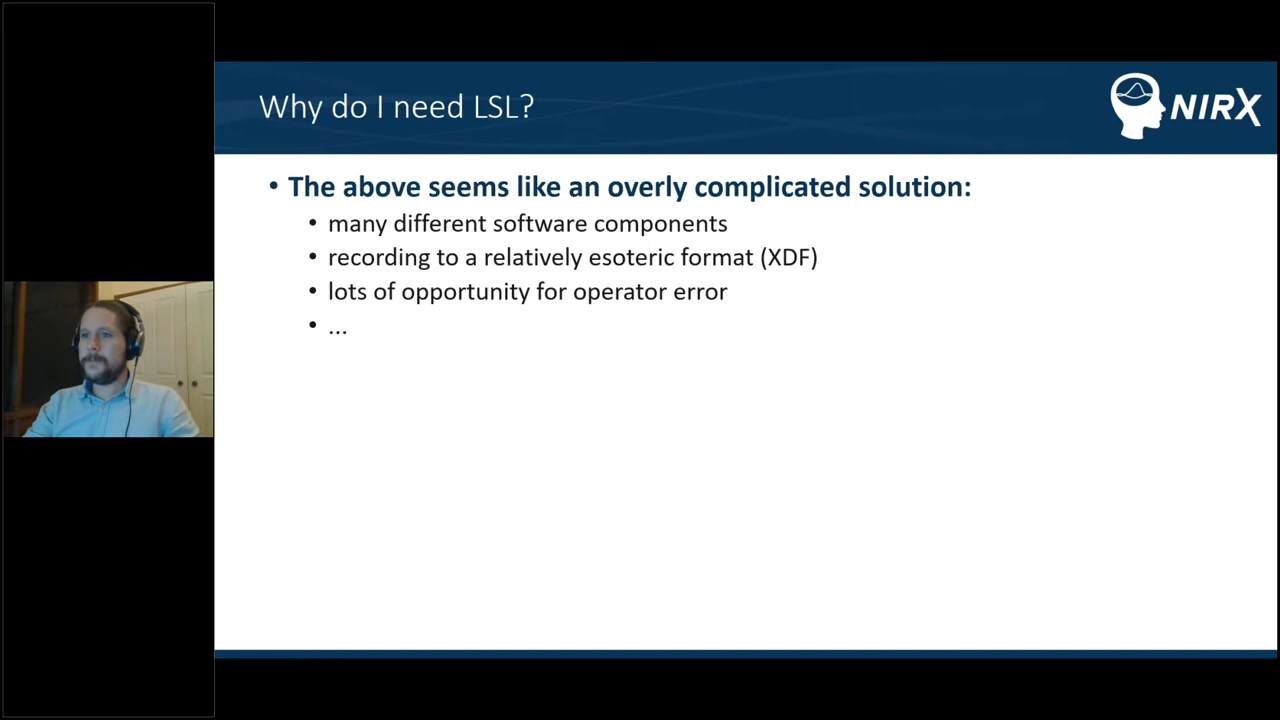 Why do I need LSL?
NIRX
• The above seems like an overly complicated solution:
• many different software components
• recording to a relatively esoteric format (XDF)
• lots of opportunity for operator error
• ...